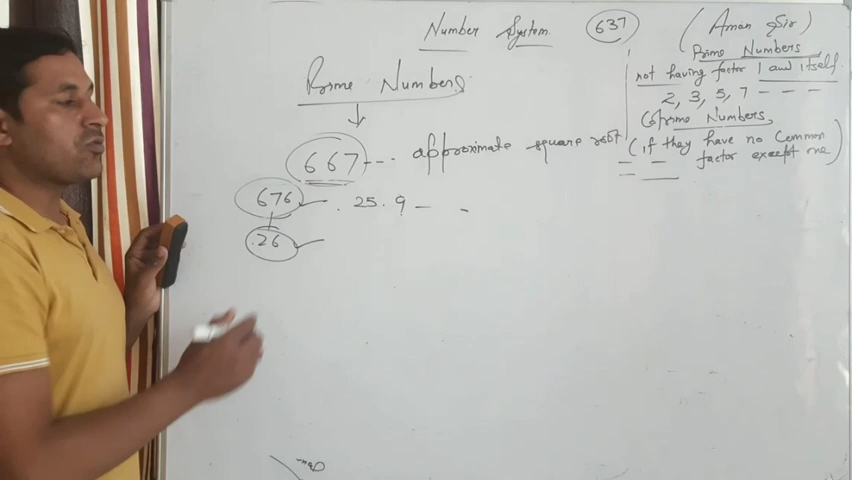 Number System 637 (Aman Sir)
Prime Numbers
667 --- approximate square root
676 25.9 --
26
Prime Numbers
not having factor 1 and itself.
2, 3, 5, 7 ---
Coprime Numbers,
(if they have no common
factor except one)